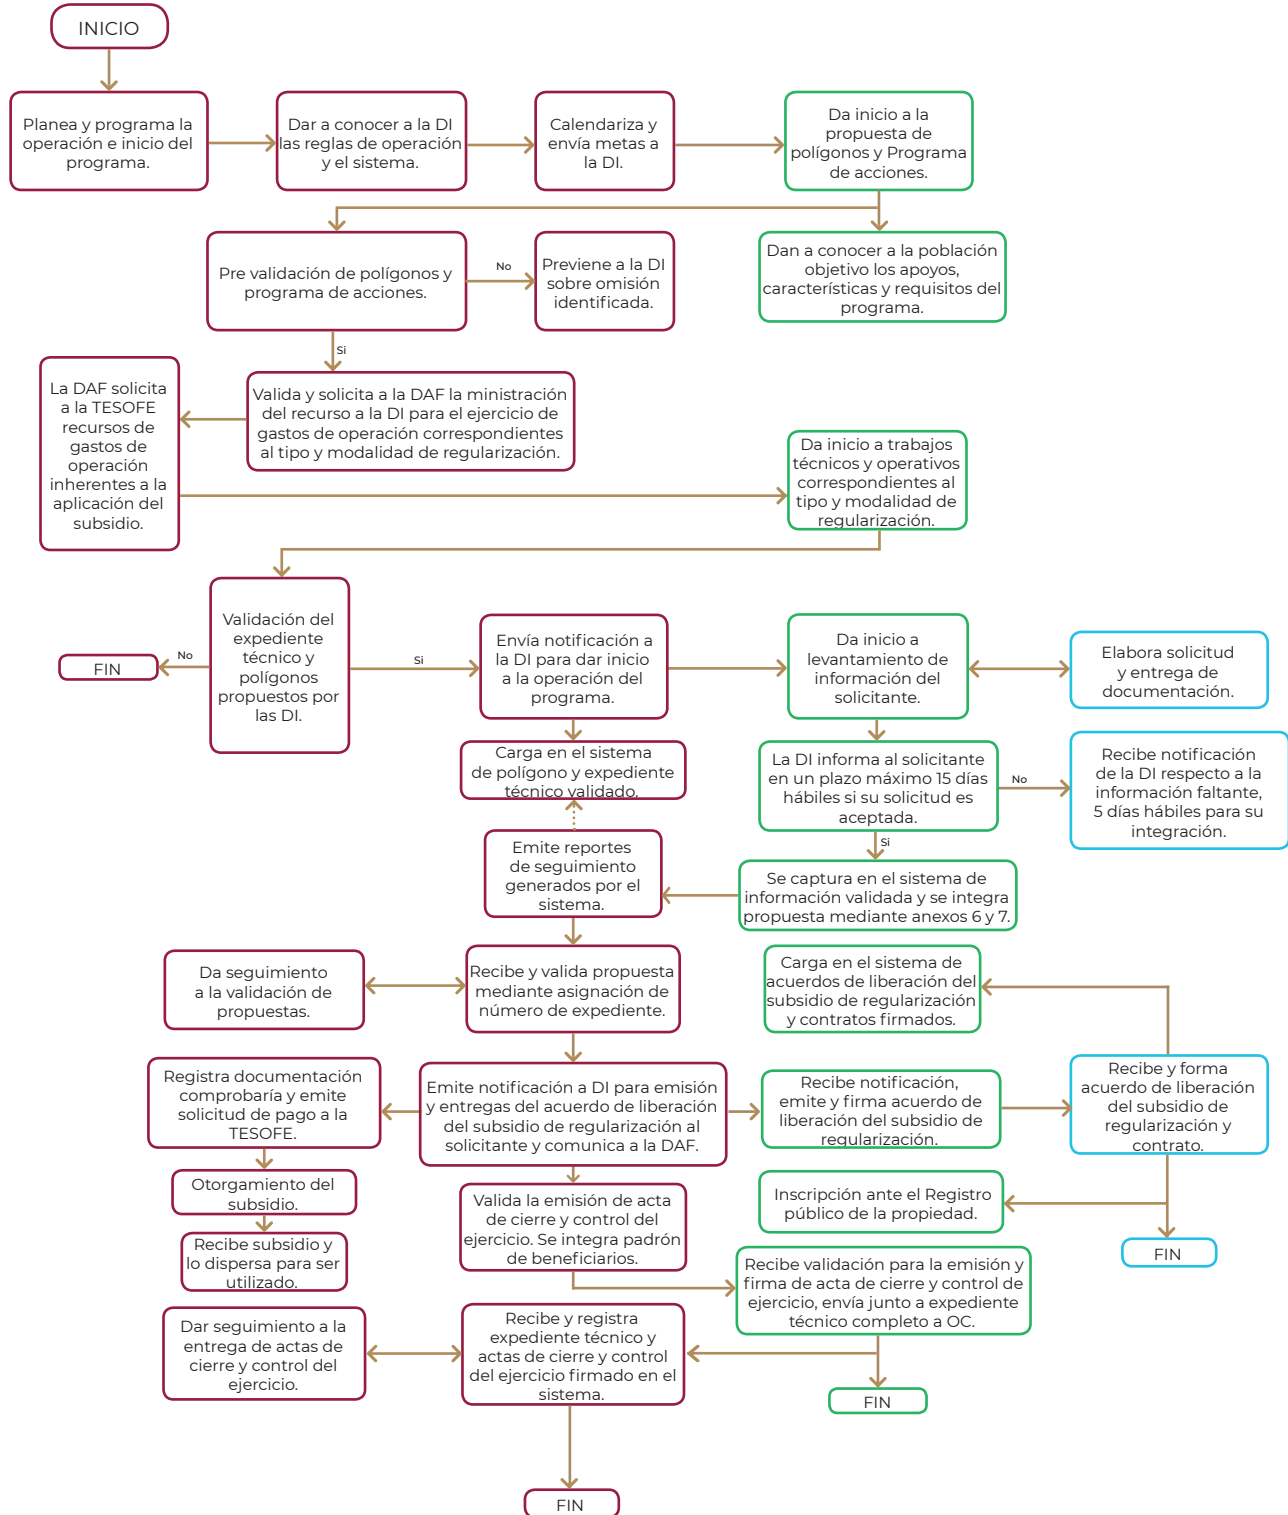 INICIO
Planea y programa la
operación e inicio del
programa.
Dar a conocer a la DI
las reglas de operación
y el sistema.
Calendariza y
envía metas a
la DI.
Da inicio a la
propuesta de
polígonos y Programa
de acciones.
Pre validación de polígonos y
programa de acciones.
No
Previene a la DI
sobre omisión
identificada.
Dan a conocer a la población
objetivo los apoyos,
características y requisitos del
programa.
Si
La DAF solicita
a la TESOFE
recursos de
gastos de
operación
inherentes a la
aplicación del
subsidio.
Valida y solicita a la DAF la ministración
del recurso a la DI para el ejercicio de
gastos de operación correspondientes
al tipo y modalidad de regularización.
Da inicio a trabajos
técnicos y operativos
correspondientes al
tipo y modalidad de
regularización.
Validación del
expediente
técnico y
polígonos
propuestos por
las DI.
No
FIN
Si
Envía notificación a
la DI para dar inicio
a la operación del
programa.
Da inicio a
levantamiento de
información del
solicitante.
Elabora solicitud
y entrega de
documentación.
Carga en el sistema
de polígono y expediente
técnico validado.
La DI informa al solicitante
en un plazo máximo 15 días
hábiles si su solicitud es
aceptada.
No
Recibe notificación
de la DI respecto a la
información faltante,
5 días hábiles para su
integración.
Si
Emite reportes
de seguimiento
generados por el
sistema.
Se captura en el sistema de
información validada y se integra
propuesta mediante anexos 6 y 7.
Da seguimiento
a la validación de
propuestas.
Recibe y valida propuesta
mediante asignación de
número de expediente.
Carga en el sistema de
acuerdos de liberación del
subsidio de regularización
y contratos firmados.
Registra documentación
comprobaría y emite
solicitud de pago a la
TESOFE.
Emite notificación a DI para emisión
y entregas del acuerdo de liberación
del subsidio de regularización al
solicitante y comunica a la DAF.
Recibe notificación,
emite y firma acuerdo de
liberación del subsidio de
regularización.
Recibe y forma
acuerdo de liberación
del subsidio de
regularización y
contrato.
Otorgamiento del
subsidio.
Valida la emisión de acta
de cierre y control del
ejercicio. Se integra padrón
de beneficiarios.
Inscripción ante el Registro
público de la propiedad.
FIN
Recibe subsidio y
lo dispersa para ser
utilizado.
Recibe validación para la emisión y
firma de acta de cierre y control de
ejercicio, envía junto a expediente
técnico completo a OC.
Dar seguimiento a la
entrega de actas de
cierre y control del
ejercicio.
Recibe y registra
expediente técnico y
actas de cierre y control
del ejercicio firmado en el
sistema.
FIN
FIN